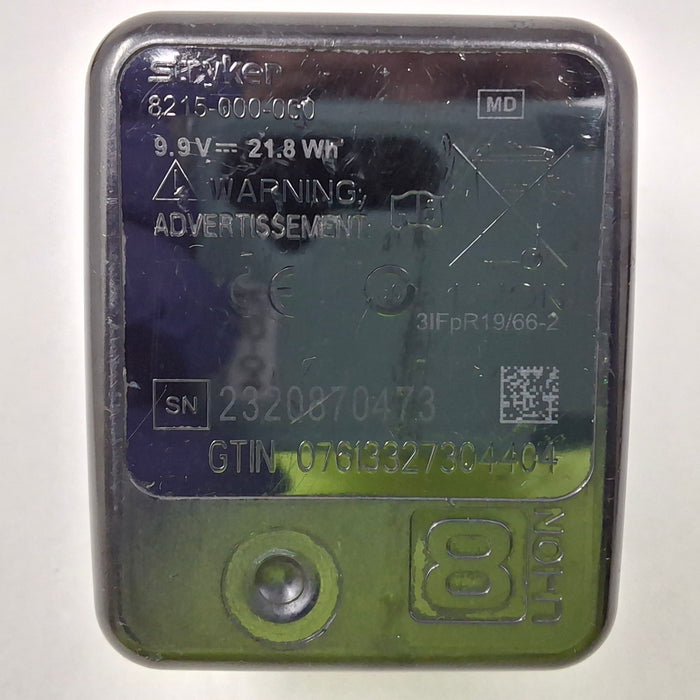 stryker
8215-000-000
MD
9.9 V 21.8 Wh
WARNING:
ADVERTISSEMENT:
CE
LI-ION
3IFpR19/66-2
SN 2320870473
GTIN 07613327304404
8
LI-ION